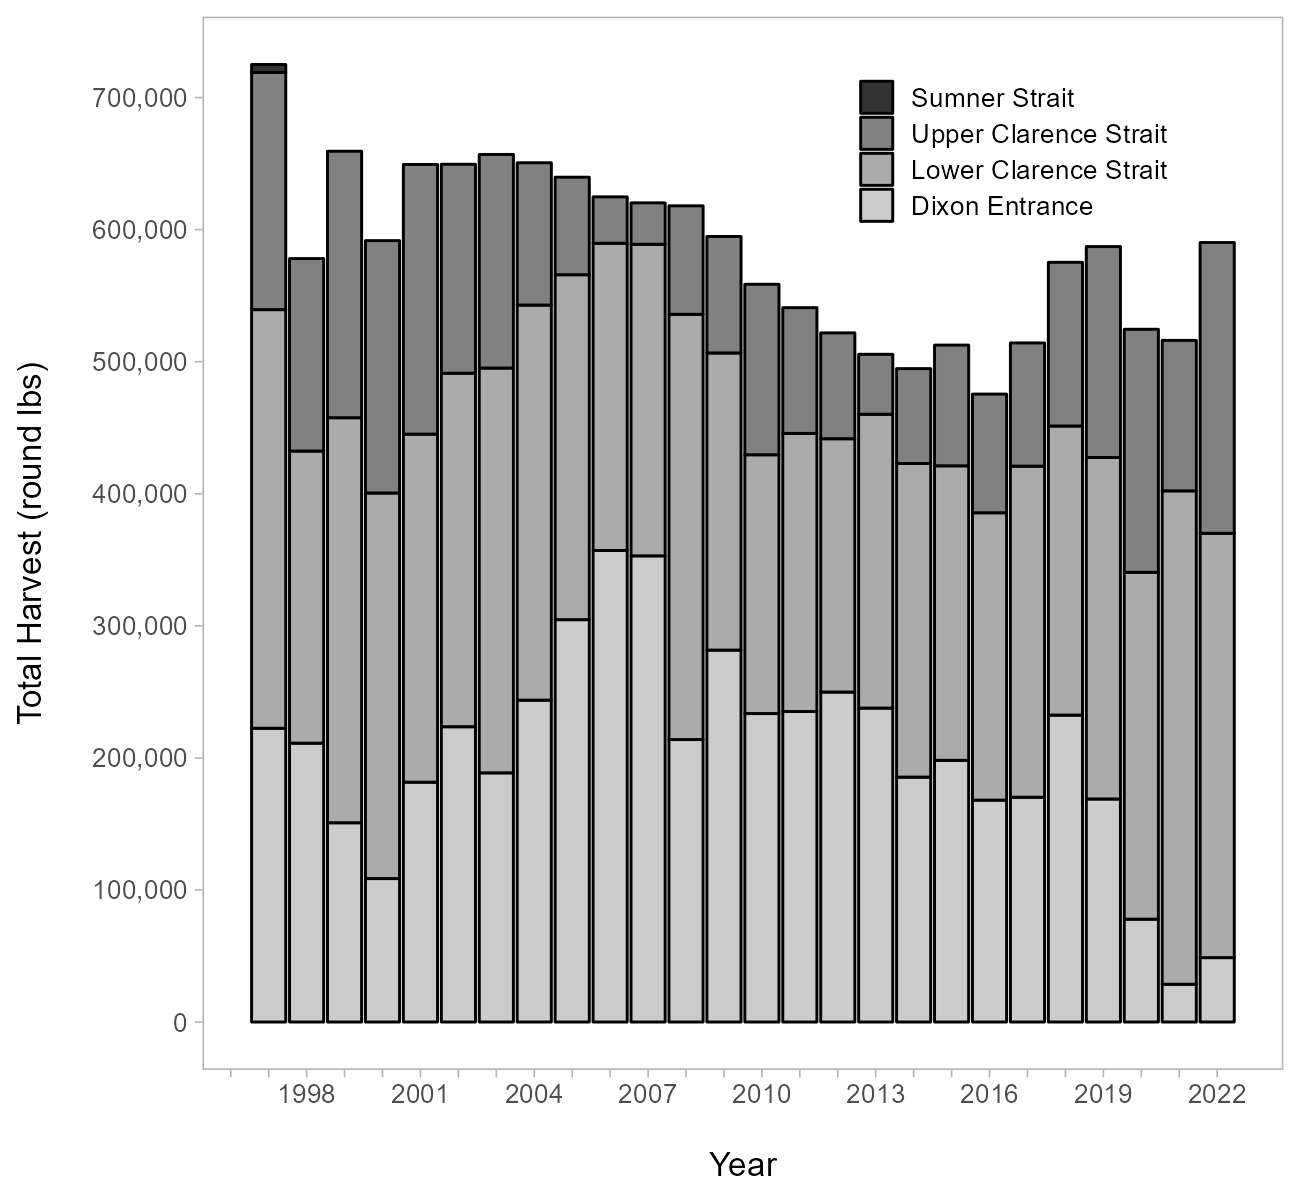 Total Harvest (round lbs)
700,000
600,000
500,000
400,000
300,000
200,000
100,000
0
Sumner Strait
Upper Clarence Strait
Lower Clarence Strait
Dixon Entrance
1998 2001 2004 2007 2010 2013 2016 2019 2022
Year